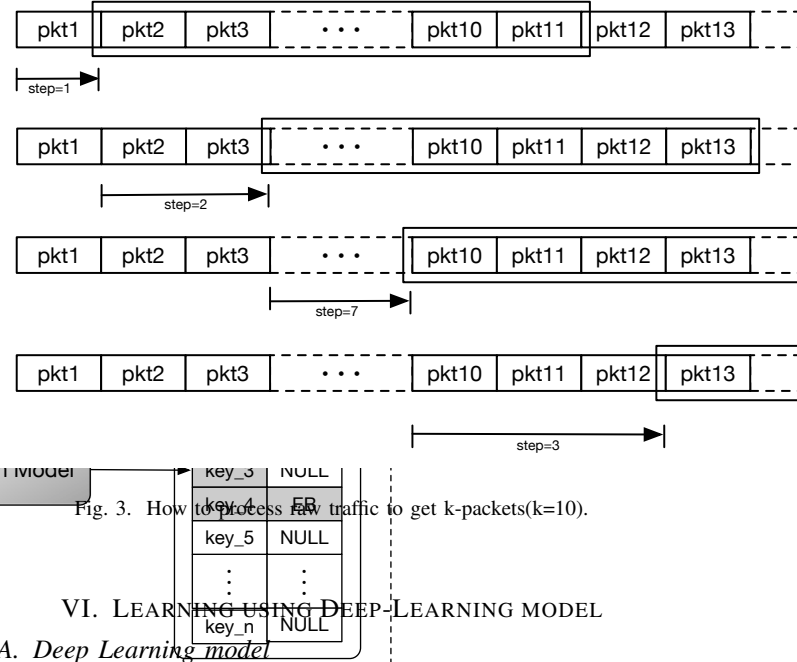 pkt1 pkt2 pkt3 ··· pkt10 pkt11 pkt12 pkt13
step=1
pkt1 pkt2 pkt3 ··· pkt10 pkt11 pkt12 pkt13
step=2
pkt1 pkt2 pkt3 ··· pkt10 pkt11 pkt12 pkt13
step=7
pkt1 pkt2 pkt3 ··· pkt10 pkt11 pkt12 pkt13
step=3
Model key_3 NULL
key_4 EB
Fig. 3. How to process raw traffic to get k-packets(k=10).
key_5 NULL
⋮ ⋮
VI. LEARNING USING DEEP-LEARNING MODEL
key_n NULL
A. Deep Learning model